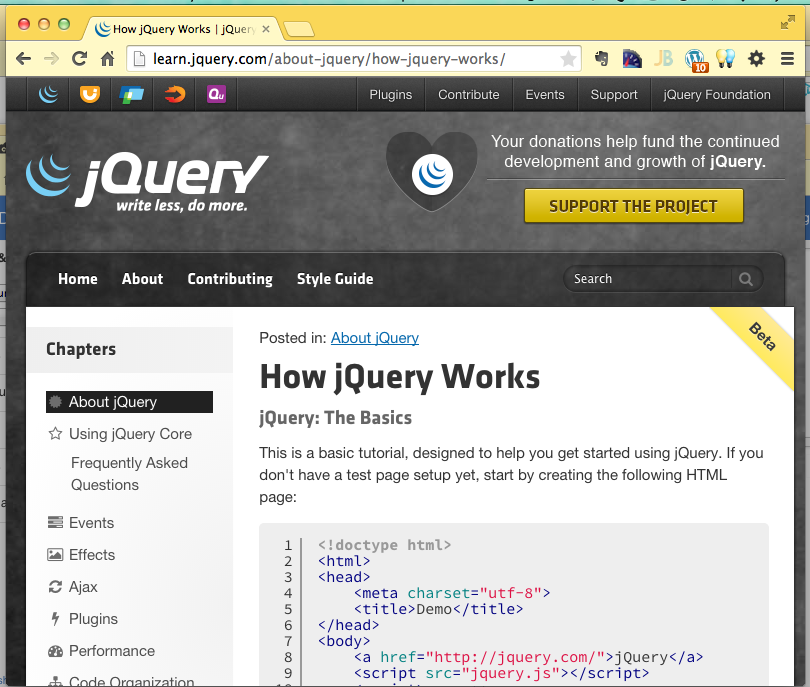 How jQuery Works | jQuery
learn.jquery.com/about-jquery/how-jquery-works/
JB
10
Qu
Plugins
Contribute
Events
Support
jQuery Foundation
jQuery
write less, do more.
Your donations help fund the continued
development and growth of jQuery.
SUPPORT THE PROJECT
Home
About
Contributing
Style Guide
Search
Beta
Chapters
About jQuery
Using jQuery Core
Frequently Asked
Questions
Events
Effects
Ajax
Plugins
Performance
Code Organization
Posted in: About jQuery
How jQuery Works
jQuery: The Basics
This is a basic tutorial, designed to help you get started using jQuery. If you
don't have a test page setup yet, start by creating the following HTML
page:
1 <!doctype html>
2 <html>
3 <head>
4     <meta charset="utf-8">
5     <title>Demo</title>
6 </head>
7 <body>
8     <a href="http://jquery.com/">jQuery</a>
9     <script src="jquery.js"></script>